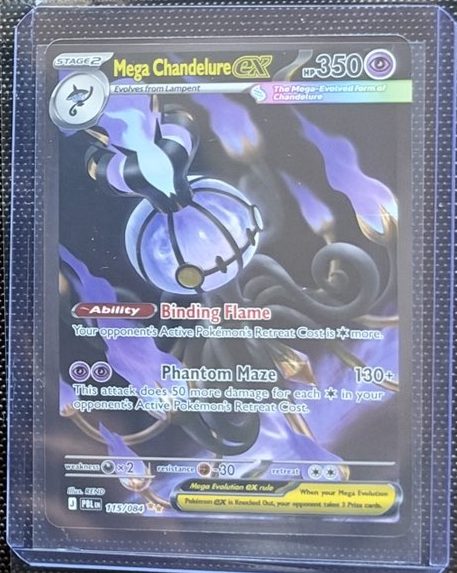 STAGE 2
Mega Chandelure ex
HP 350
Evolves from Lampent
The Mega-Evolved form of
Chandelure
Ability Binding Flame
Your opponent's Active Pokémon's Retreat Cost is more.
Phantom Maze 130+
This attack does 50 more damage for each in your
opponent's Active Pokémon's Retreat Cost.
weakness ×2 resistance -30 retreat
Illus. REND
Mega Evolution ex rule
When your Mega Evolution
Pokémon ex is Knocked Out, your opponent takes 3 Prize cards.
J PBL EN 115/084